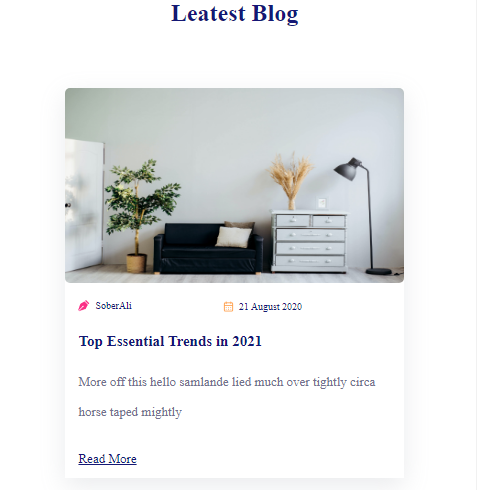 Leatest Blog
SoberAli
21 August 2020
Top Essential Trends in 2021
More off this hello samlande lied much over tightly circa
horse taped mightly
Read More